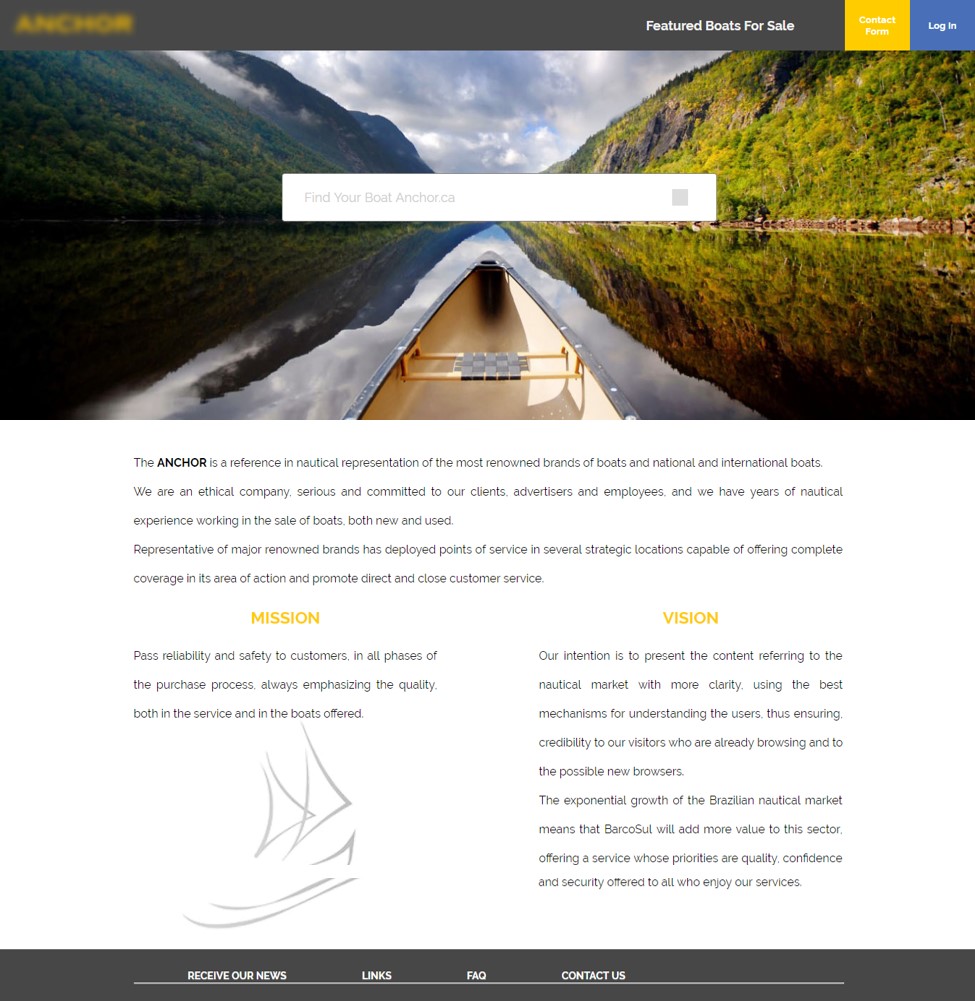 ANCHOR
Featured Boats For Sale
Contact
Form
Log In
Find Your Boat Anchor.ca
The ANCHOR is a reference in nautical representation of the most renowned brands of boats and national and international boats.
We are an ethical company, serious and committed to our clients, advertisers and employees, and we have years of nautical
experience working in the sale of boats, both new and used.
Representative of major renowned brands has deployed points of service in several strategic locations capable of offering complete
coverage in its area of action and promote direct and close customer service.
MISSION
Pass reliability and safety to customers, in all phases of
the purchase process, always emphasizing the quality,
both in the service and in the boats offered.
VISION
Our intention is to present the content referring to the
nautical market with more clarity, using the best
mechanisms for understanding the users, thus ensuring,
credibility to our visitors who are already browsing and to
the possible new browsers.
The exponential growth of the Brazilian nautical market
means that BarcoSul will add more value to this sector,
offering a service whose priorities are quality, confidence
and security offered to all who enjoy our services.
RECEIVE OUR NEWS
LINKS
FAQ
CONTACT US